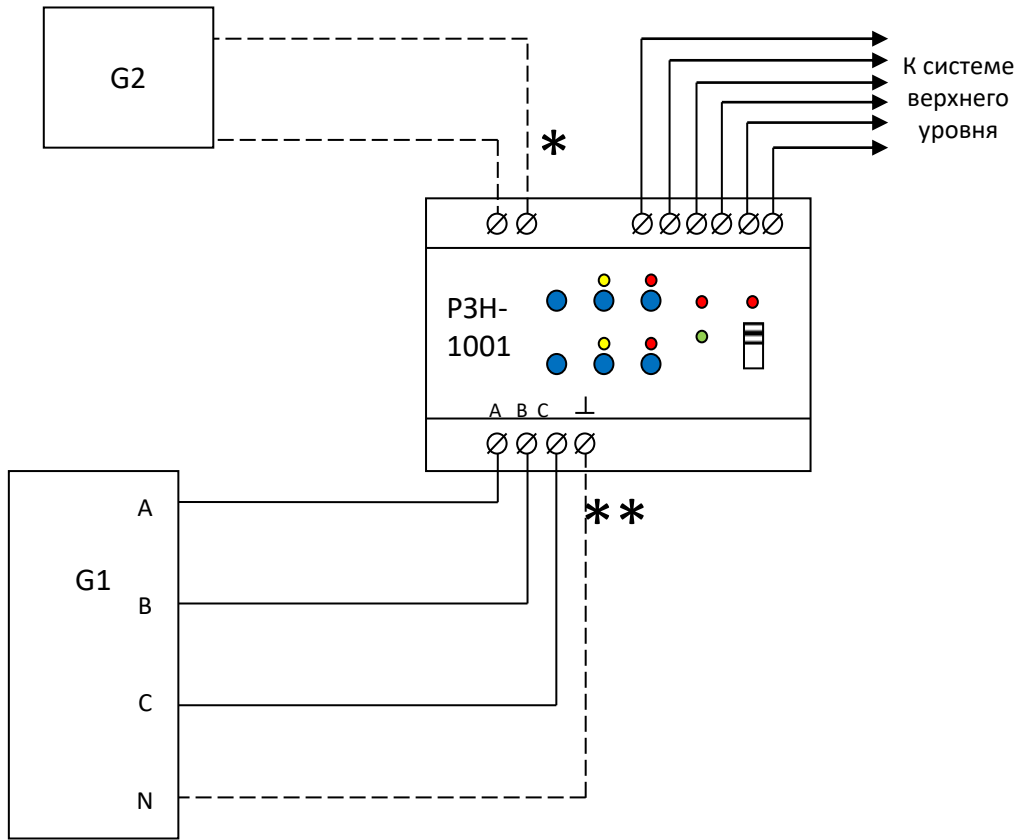 G2
К системе
верхнего
уровня
*
РЗН-
1001
A B C ⊥
**
G1
A
B
C
N